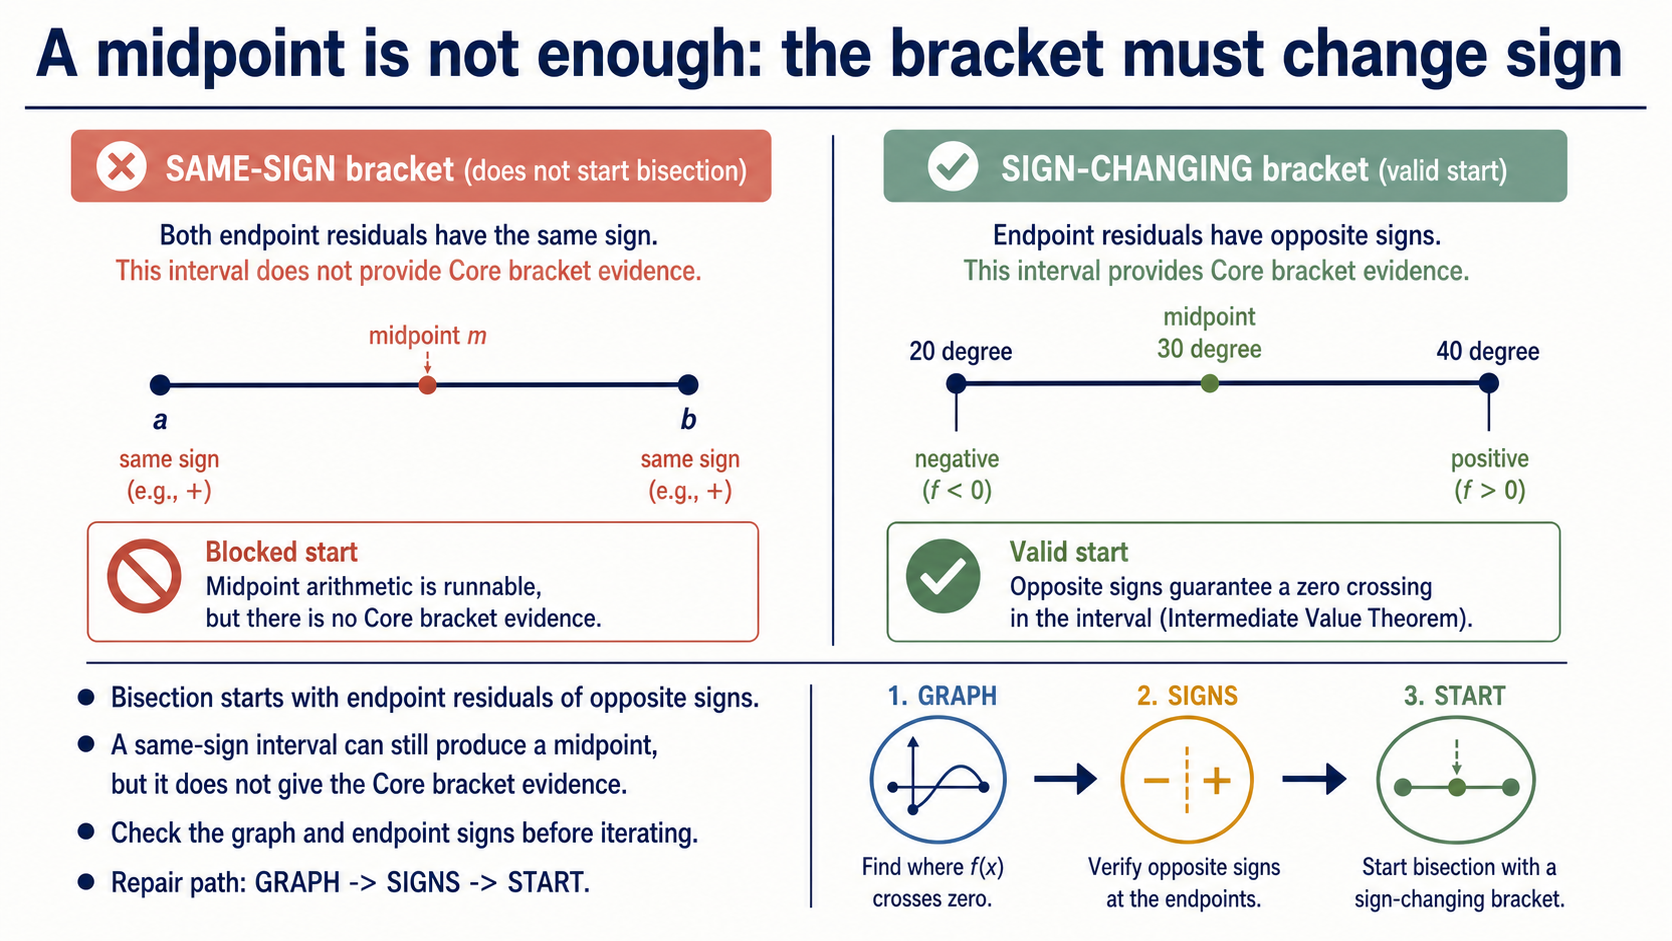 A midpoint is not enough: the bracket must change sign
SAME-SIGN bracket (does not start bisection)
Both endpoint residuals have the same sign.
This interval does not provide Core bracket evidence.
midpoint m
a
b
same sign
(e.g., +)
same sign
(e.g., +)
Blocked start
Midpoint arithmetic is runnable,
but there is no Core bracket evidence.
SIGN-CHANGING bracket (valid start)
Endpoint residuals have opposite signs.
This interval provides Core bracket evidence.
midpoint
20 degree
30 degree
40 degree
negative
(f < 0)
positive
(f > 0)
Valid start
Opposite signs guarantee a zero crossing
in the interval (Intermediate Value Theorem).
● Bisection starts with endpoint residuals of opposite signs.
● A same-sign interval can still produce a midpoint,
but it does not give the Core bracket evidence.
● Check the graph and endpoint signs before iterating.
● Repair path: GRAPH -> SIGNS -> START.
1. GRAPH
Find where f(x)
crosses zero.
2. SIGNS
− +
Verify opposite signs
at the endpoints.
3. START
Start bisection with a
sign-changing bracket.